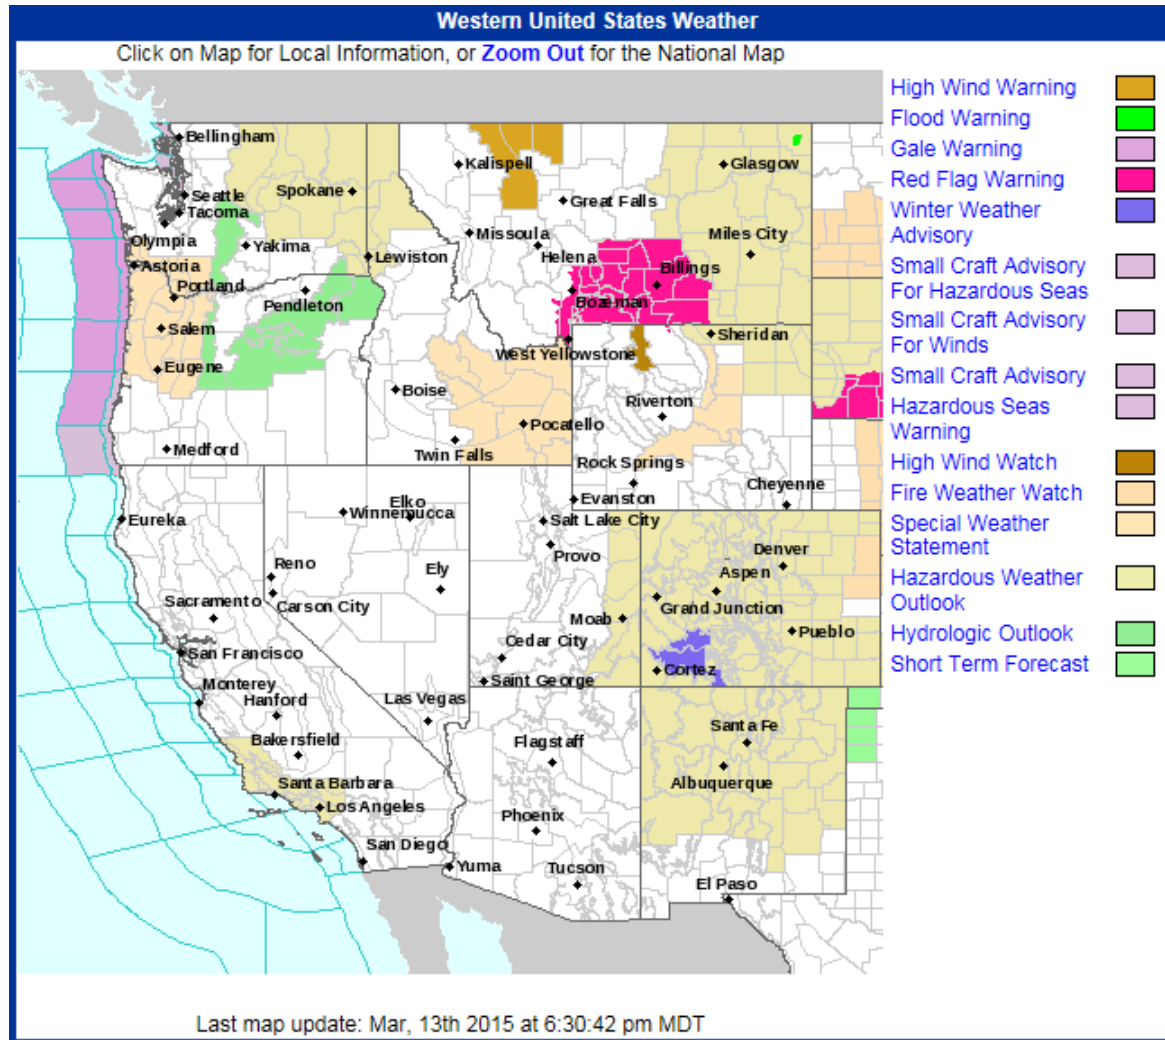 Western United States Weather
Click on Map for Local Information, or Zoom Out for the National Map
High Wind Warning
Flood Warning
Gale Warning
Red Flag Warning
Winter Weather
Advisory
Small Craft Advisory
For Hazardous Seas
Small Craft Advisory
For Winds
Small Craft Advisory
Hazardous Seas
Warning
High Wind Watch
Fire Weather Watch
Special Weather
Statement
Hazardous Weather
Outlook
Hydrologic Outlook
Short Term Forecast
Bellingham
Kalispell
Glasgow
Spokane
Seattle
Great Falls
Tacoma
Olympia
Yakima
Missoula
Miles City
Helena
Lewiston
Astoria
Billings
Portland
Pendleton
Bozeman
Salem
Sheridan
West Yellowstone
Eugene
Boise
Riverton
Pocatello
Medford
Twin Falls
Rock Springs
Cheyenne
Evanston
Elko
Winnemucca
Eureka
Salt Lake City
Provo
Denver
Reno
Ely
Aspen
Sacramento
Carson City
Grand Junction
Moab
Pueblo
Cedar City
San Francisco
Cortez
Saint George
Monterey
Hanford
Las Vegas
Santa Fe
Bakersfield
Flagstaff
Santa Barbara
Albuquerque
Los Angeles
Phoenix
San Diego
Yuma
Tucson
El Paso
Last map update: Mar, 13th 2015 at 6:30:42 pm MDT